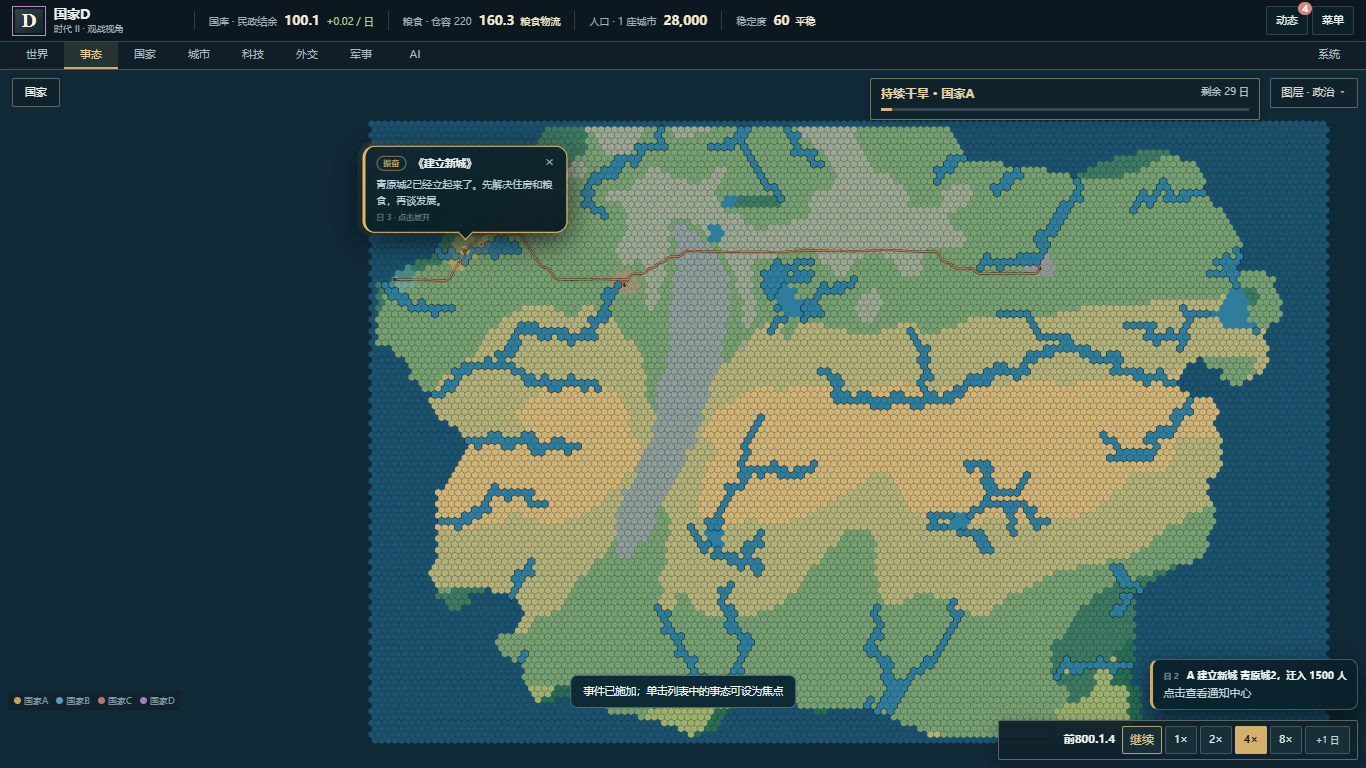 D
国家D
时代 II · 观战视角
国库 · 民政结余 100.1 +0.02 / 日
粮食 · 仓容 220 160.3 粮食物流
人口 · 1 座城市 28,000
稳定度 60 平稳
动态
4
菜单
世界 事态 国家 城市 科技 外交 军事 AI 系统
国家
持续干旱 • 国家A 剩余 29 日
图层 · 政治
振奋 《建立新城》 ×
青原城2已经立起来了。先解决住房和粮
食，再谈发展。
日 3 · 点击展开
国家A 国家B 国家C 国家D
事件已施加；单击列表中的事态可设为焦点
日 2 A 建立新城 青原城2，迁入 1500 人
点击查看通知中心
前800.1.4 继续 1× 2× 4× 8× +1 日